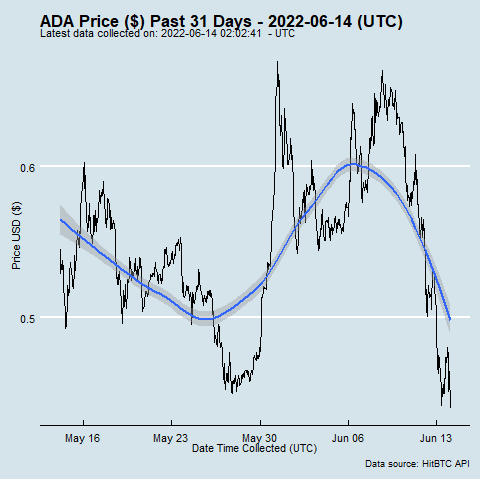 ADA Price ($) Past 31 Days - 2022-06-14 (UTC)
Latest data collected on: 2022-06-14 02:02:41 - UTC
Price USD ($)
0.6
0.5
May 16 May 23 May 30 Jun 06 Jun 13
Date Time Collected (UTC)
Data source: HitBTC API